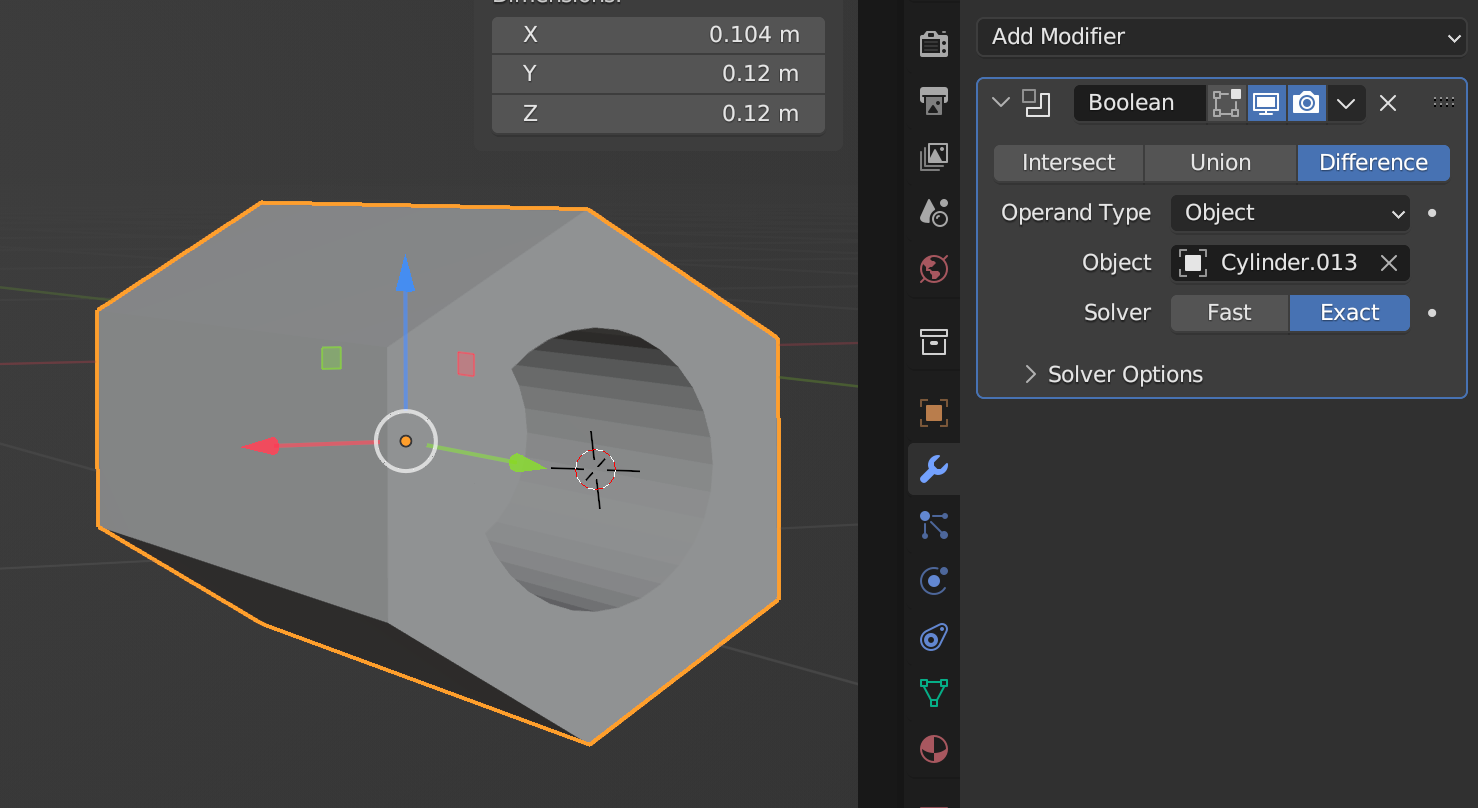 Dimensions:
X 0.104 m
Y 0.12 m
Z 0.12 m
Add Modifier
Boolean
Intersect Union Difference
Operand Type Object
Object Cylinder.013
Solver Fast Exact
Solver Options